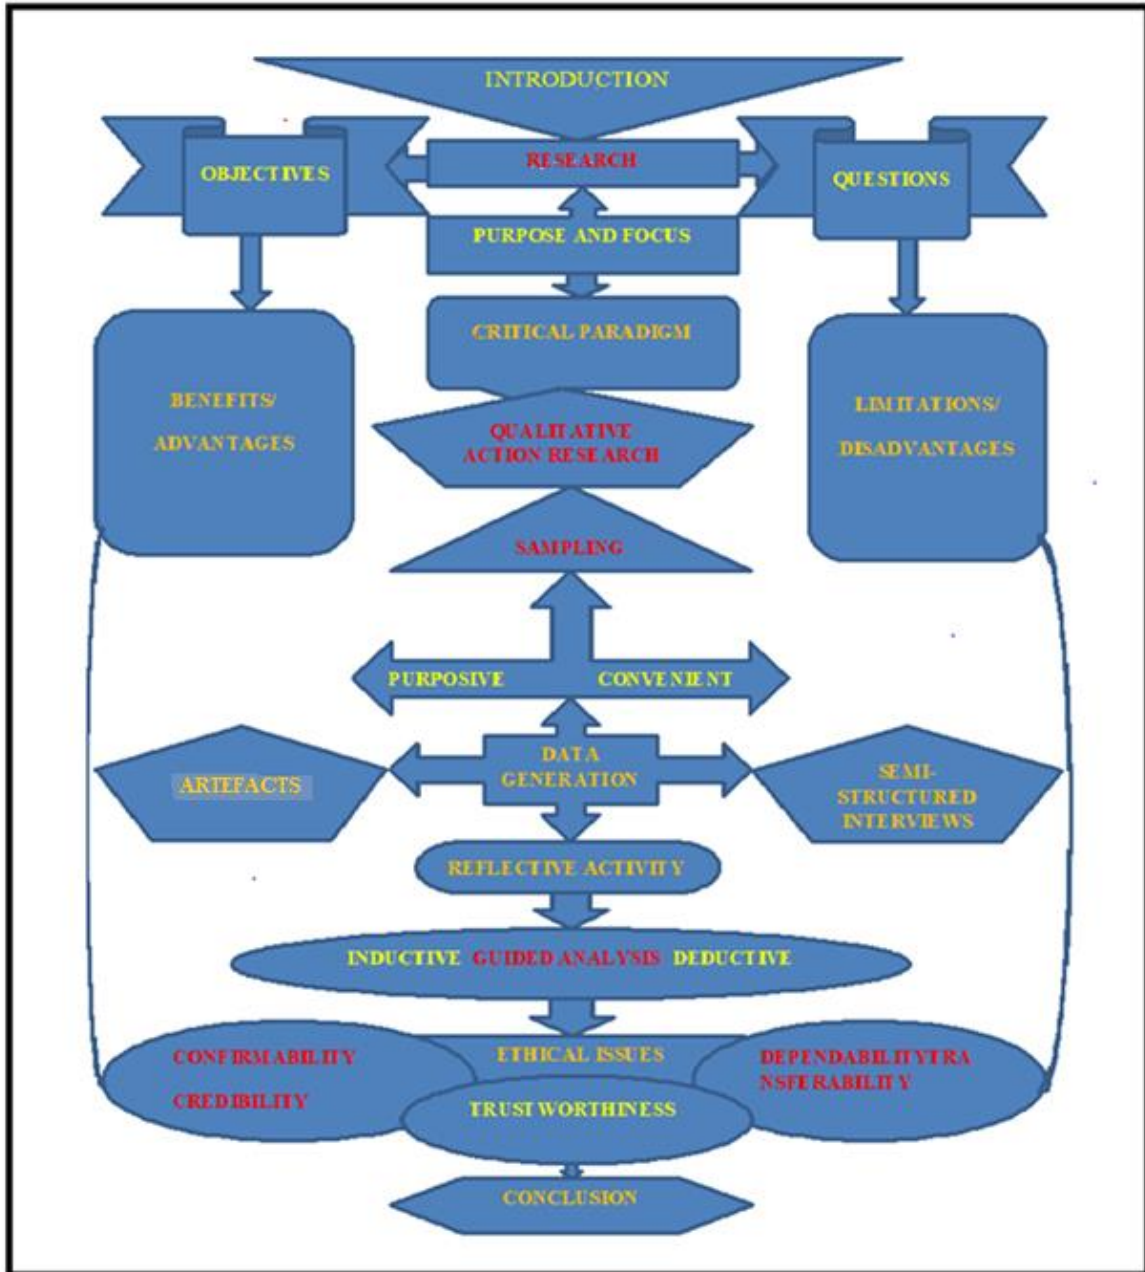 INTRODUCTION
RESEARCH
OBJECTIVES
QUESTIONS
PURPOSE AND FOCUS
CRITICAL PARADIGM
BENEFITS/
ADVANTAGES
LIMITATIONS/
DISADVANTAGES
QUALITATIVE
ACTION RESEARCH
SAMPLING
PURPOSIVE
CONVENIENT
DATA
GENERATION
ARTEFACTS
SEMI-
STRUCTURED
INTERVIEWS
REFLECTIVE ACTIVITY
INDUCTIVE GUIDED ANALYSIS DEDUCTIVE
CONFIRMABILITY
CREDIBILITY
ETHICAL ISSUES
DEPENDABILITYTRA
NSFERABILITY
TRUSTWORTHINESS
CONCLUSION